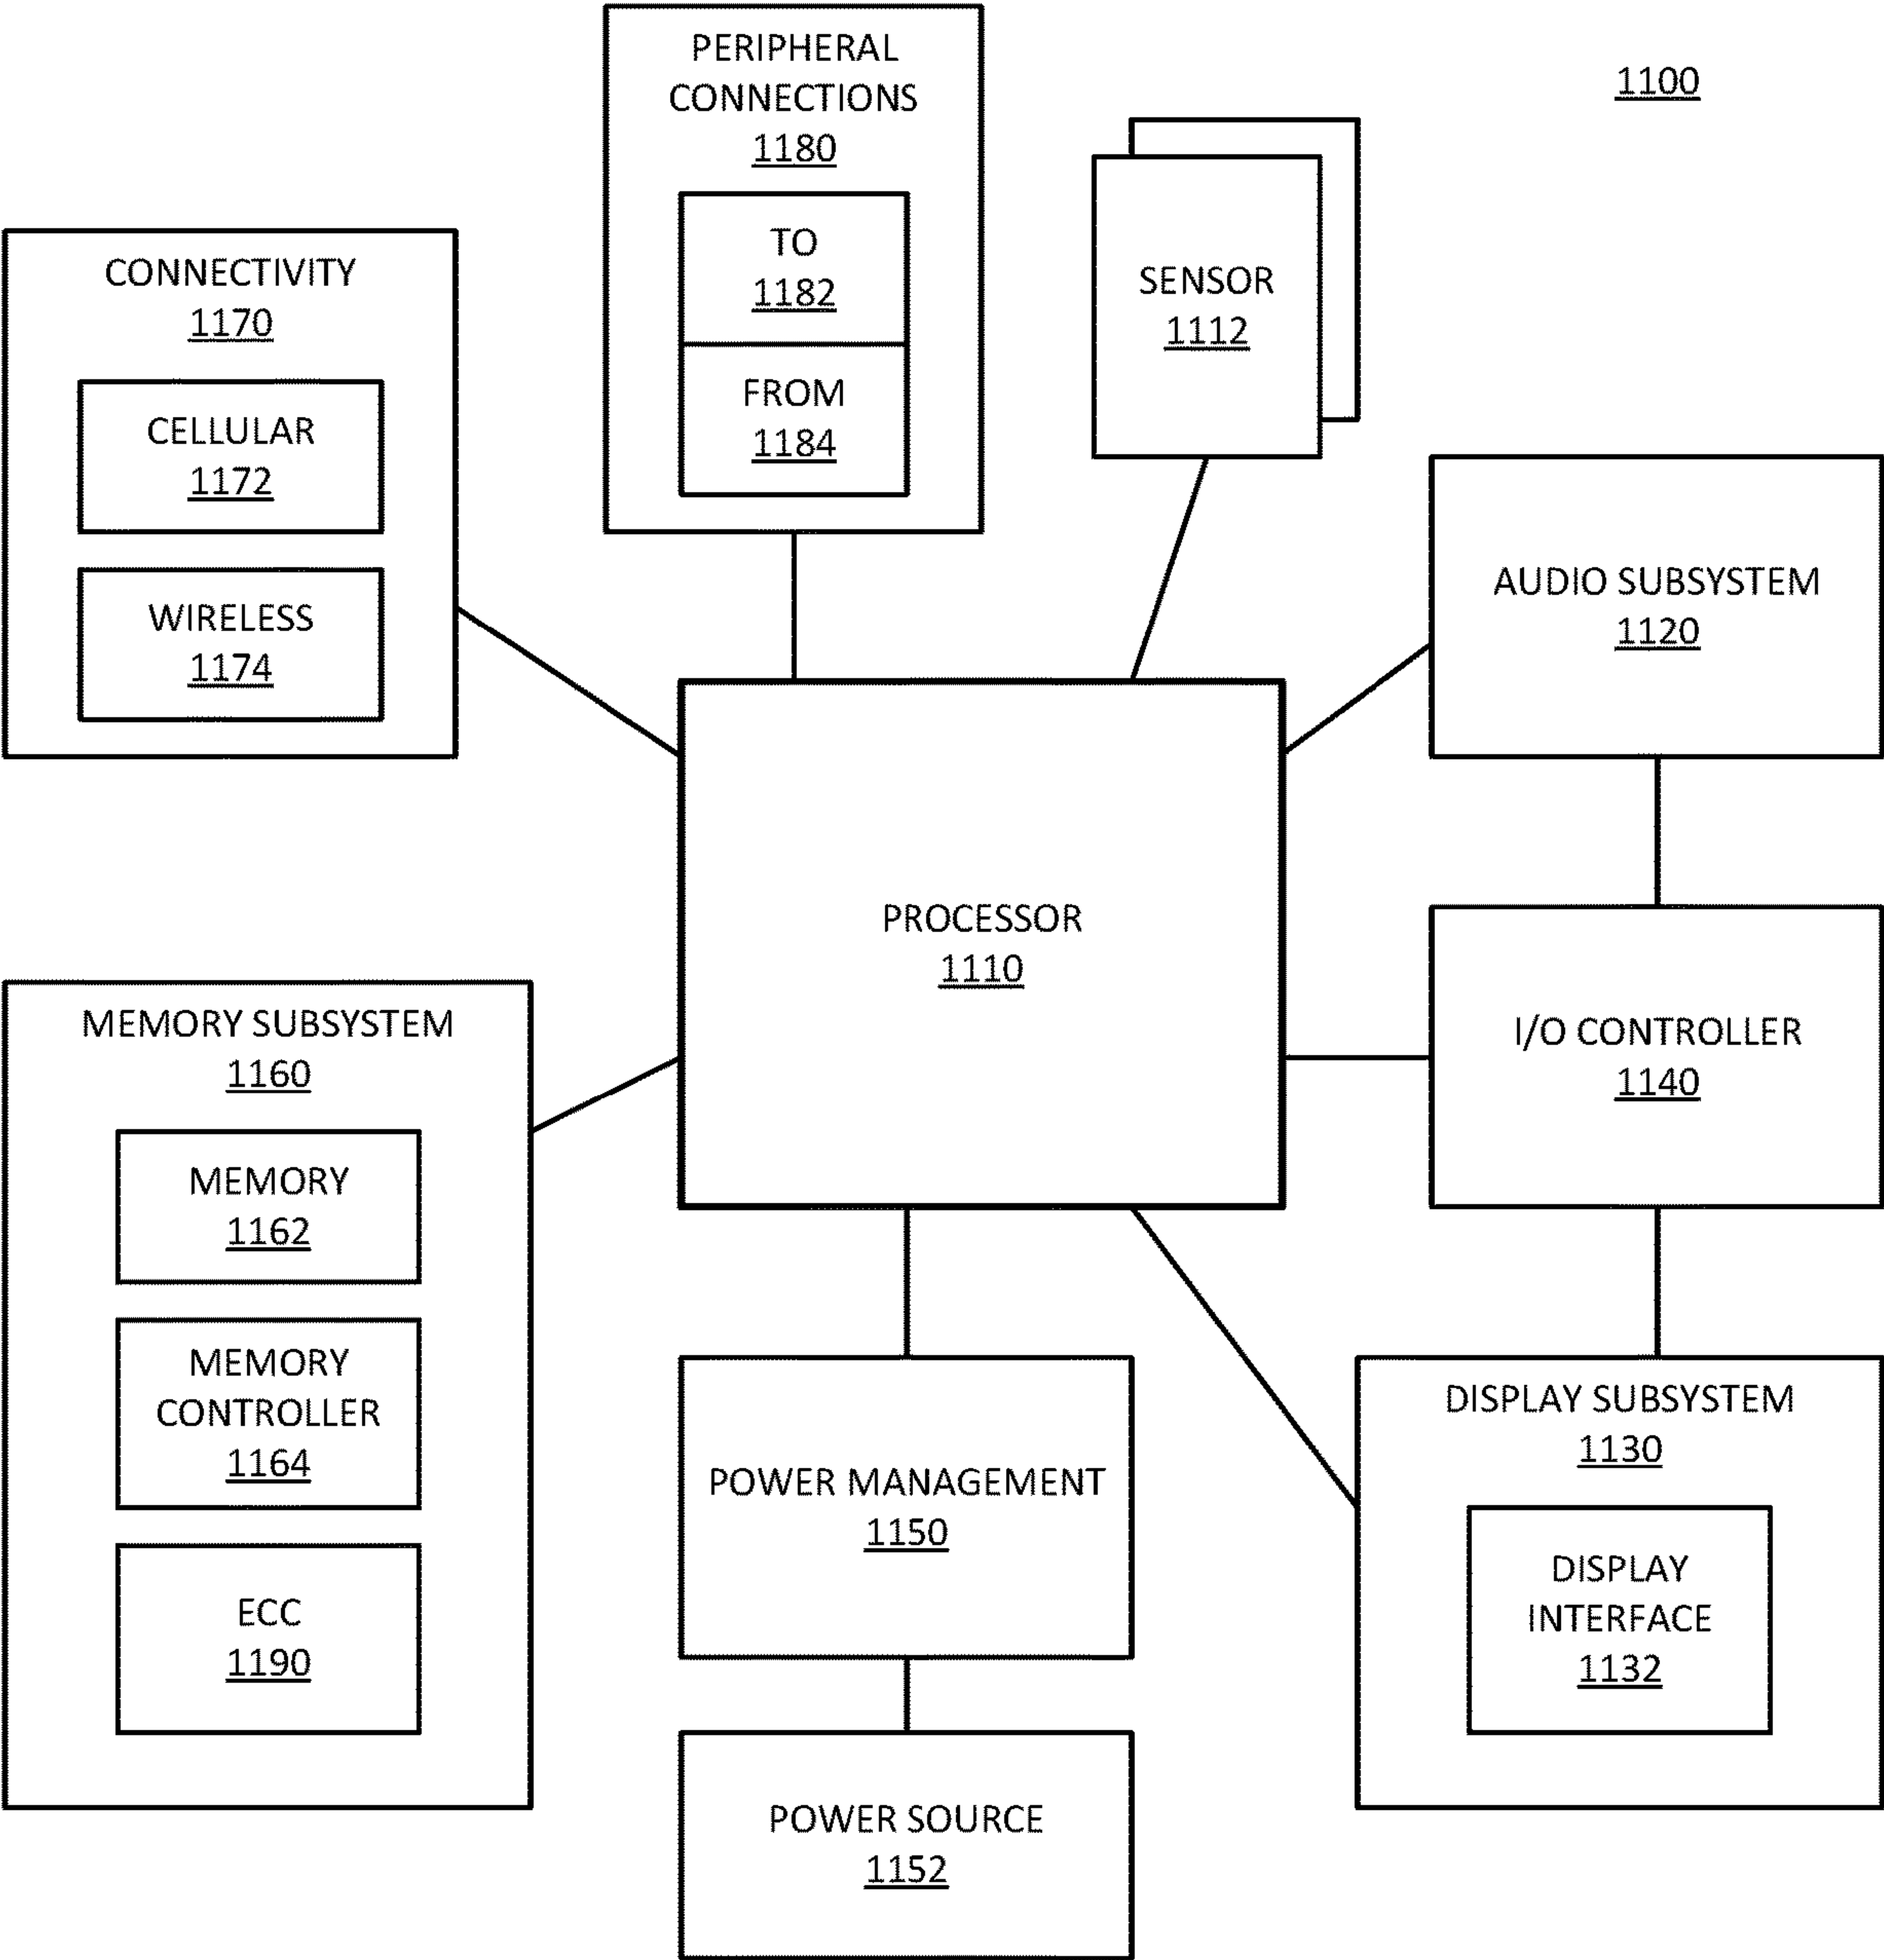 PERIPHERAL
CONNECTIONS
1180
TO
1182
FROM
1184
1100
SENSOR
1112
CONNECTIVITY
1170
CELLULAR
1172
WIRELESS
1174
AUDIO SUBSYSTEM
1120
PROCESSOR
1110
I/O CONTROLLER
1140
MEMORY SUBSYSTEM
1160
MEMORY
1162
MEMORY
CONTROLLER
1164
ECC
1190
POWER MANAGEMENT
1150
POWER SOURCE
1152
DISPLAY SUBSYSTEM
1130
DISPLAY
INTERFACE
1132